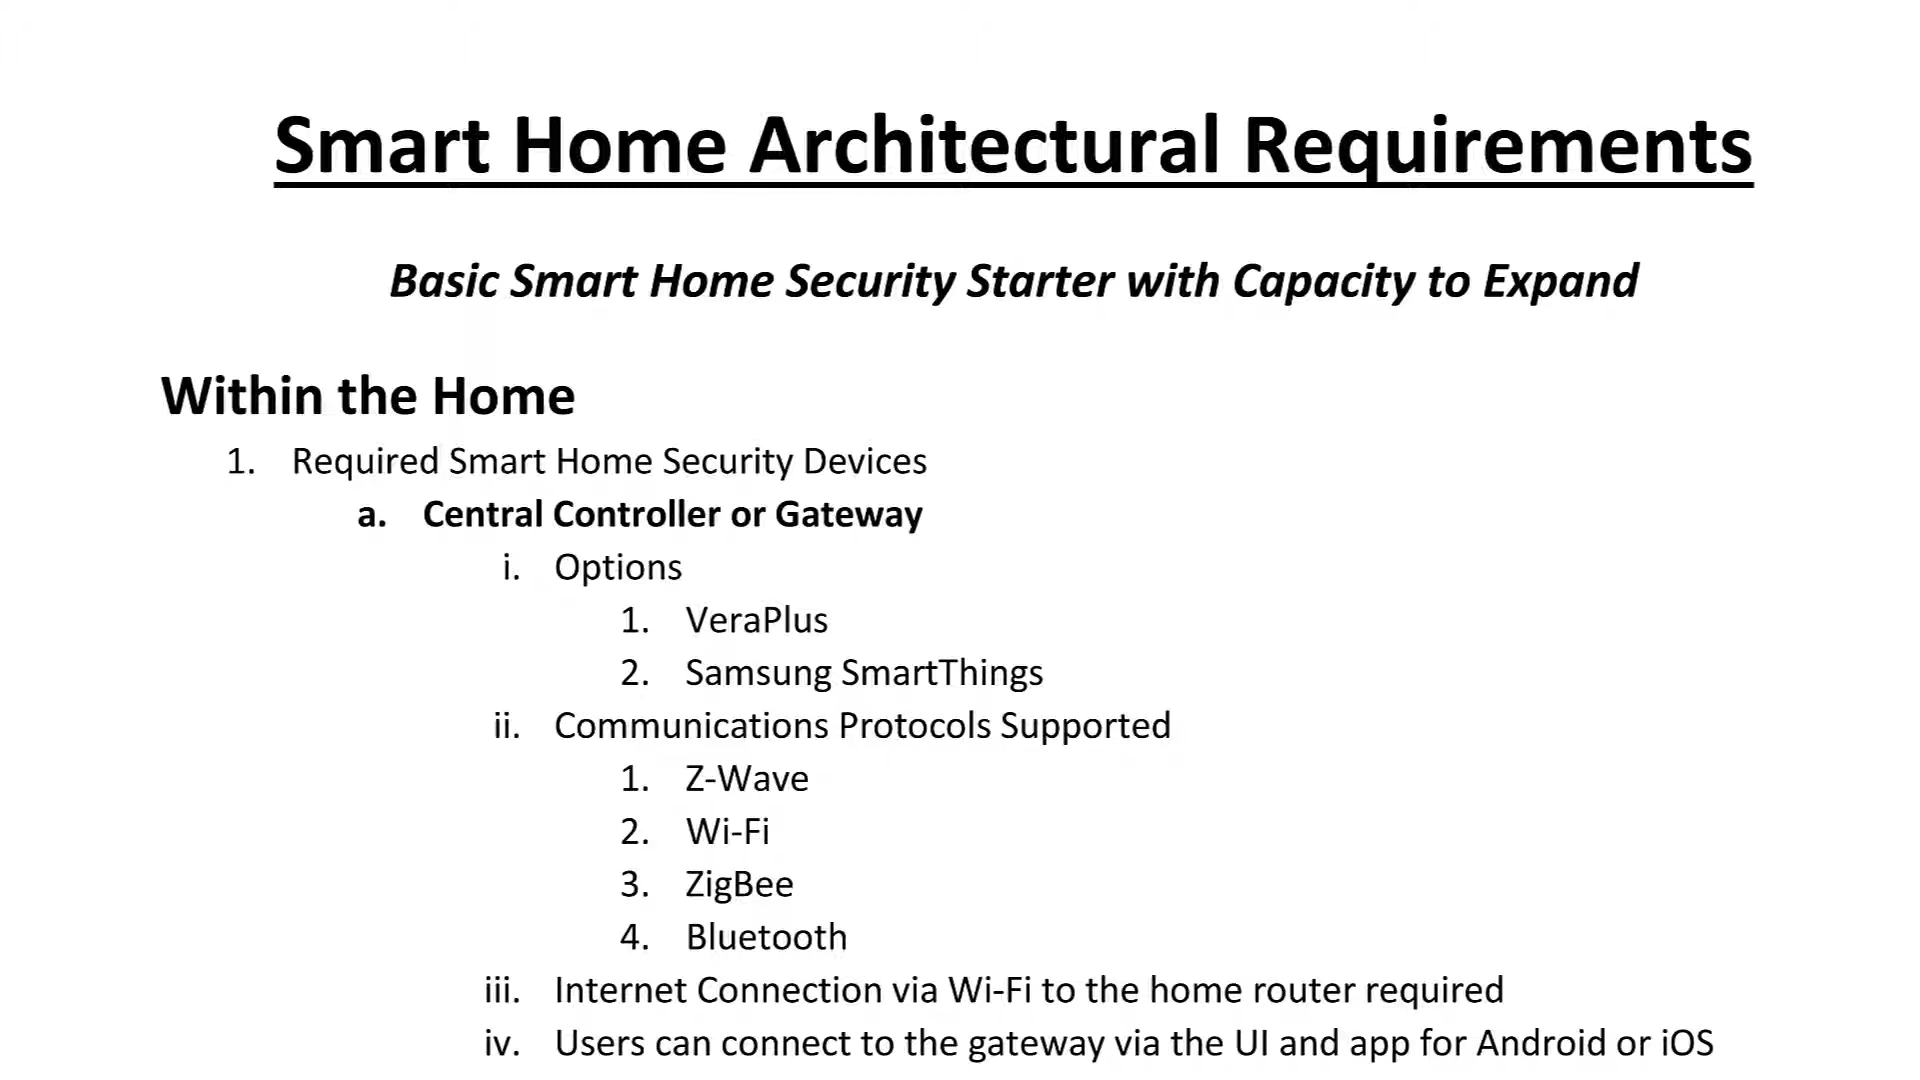 Smart Home Architectural Requirements
Basic Smart Home Security Starter with Capacity to Expand
Within the Home
1. Required Smart Home Security Devices
a. Central Controller or Gateway
i. Options
1. VeraPlus
2. Samsung SmartThings
ii. Communications Protocols Supported
1. Z-Wave
2. Wi-Fi
3. ZigBee
4. Bluetooth
iii. Internet Connection via Wi-Fi to the home router required
iv. Users can connect to the gateway via the UI and app for Android or iOS